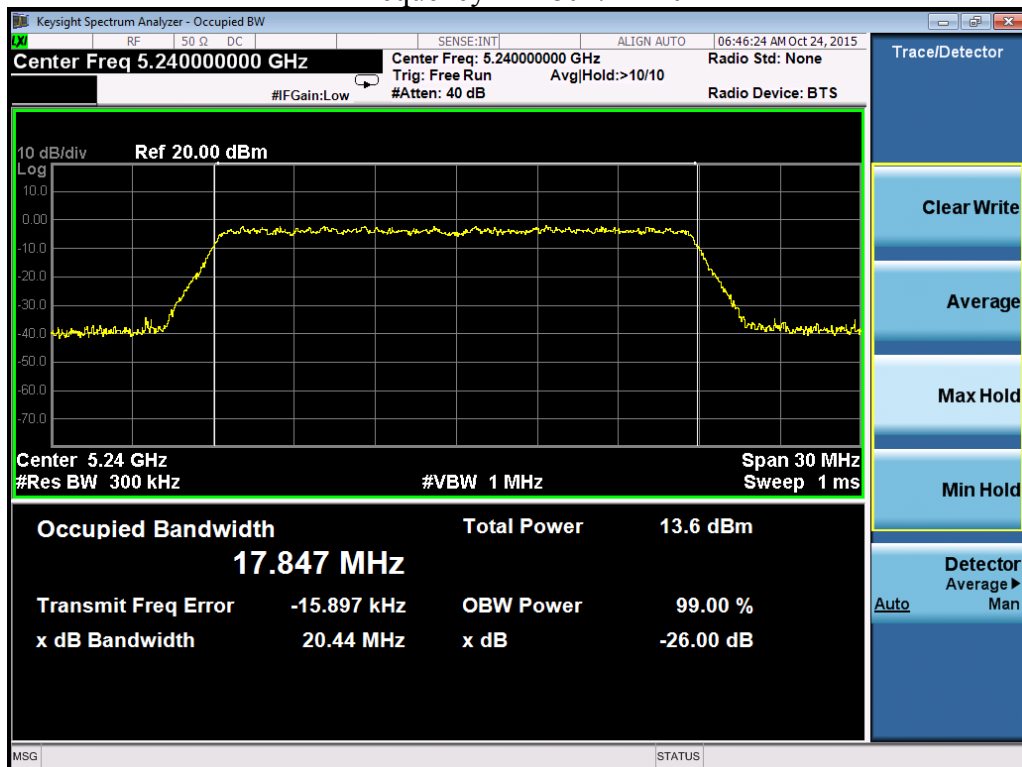 Keysight Spectrum Analyzer - Occupied BW
LXI RF 50 Ω DC SENSE:INT ALIGN AUTO 06:46:24 AM Oct 24, 2015
Center Freq 5.240000000 GHz
Center Freq: 5.240000000 GHz
Radio Std: None
Trig: Free Run Avg|Hold:>10/10
#IFGain:Low
#Atten: 40 dB
Radio Device: BTS
Trace/Detector
10 dB/div Ref 20.00 dBm
Log
10.0
0.00
-10.0
-20.0
-30.0
-40.0
-50.0
-60.0
-70.0
Center 5.24 GHz Span 30 MHz
#Res BW 300 kHz #VBW 1 MHz Sweep 1 ms
Occupied Bandwidth Total Power 13.6 dBm
17.847 MHz
Transmit Freq Error -15.897 kHz OBW Power 99.00 %
x dB Bandwidth 20.44 MHz x dB -26.00 dB
Clear Write
Average
Max Hold
Min Hold
Detector
Average▶
Auto Man
MSG STATUS